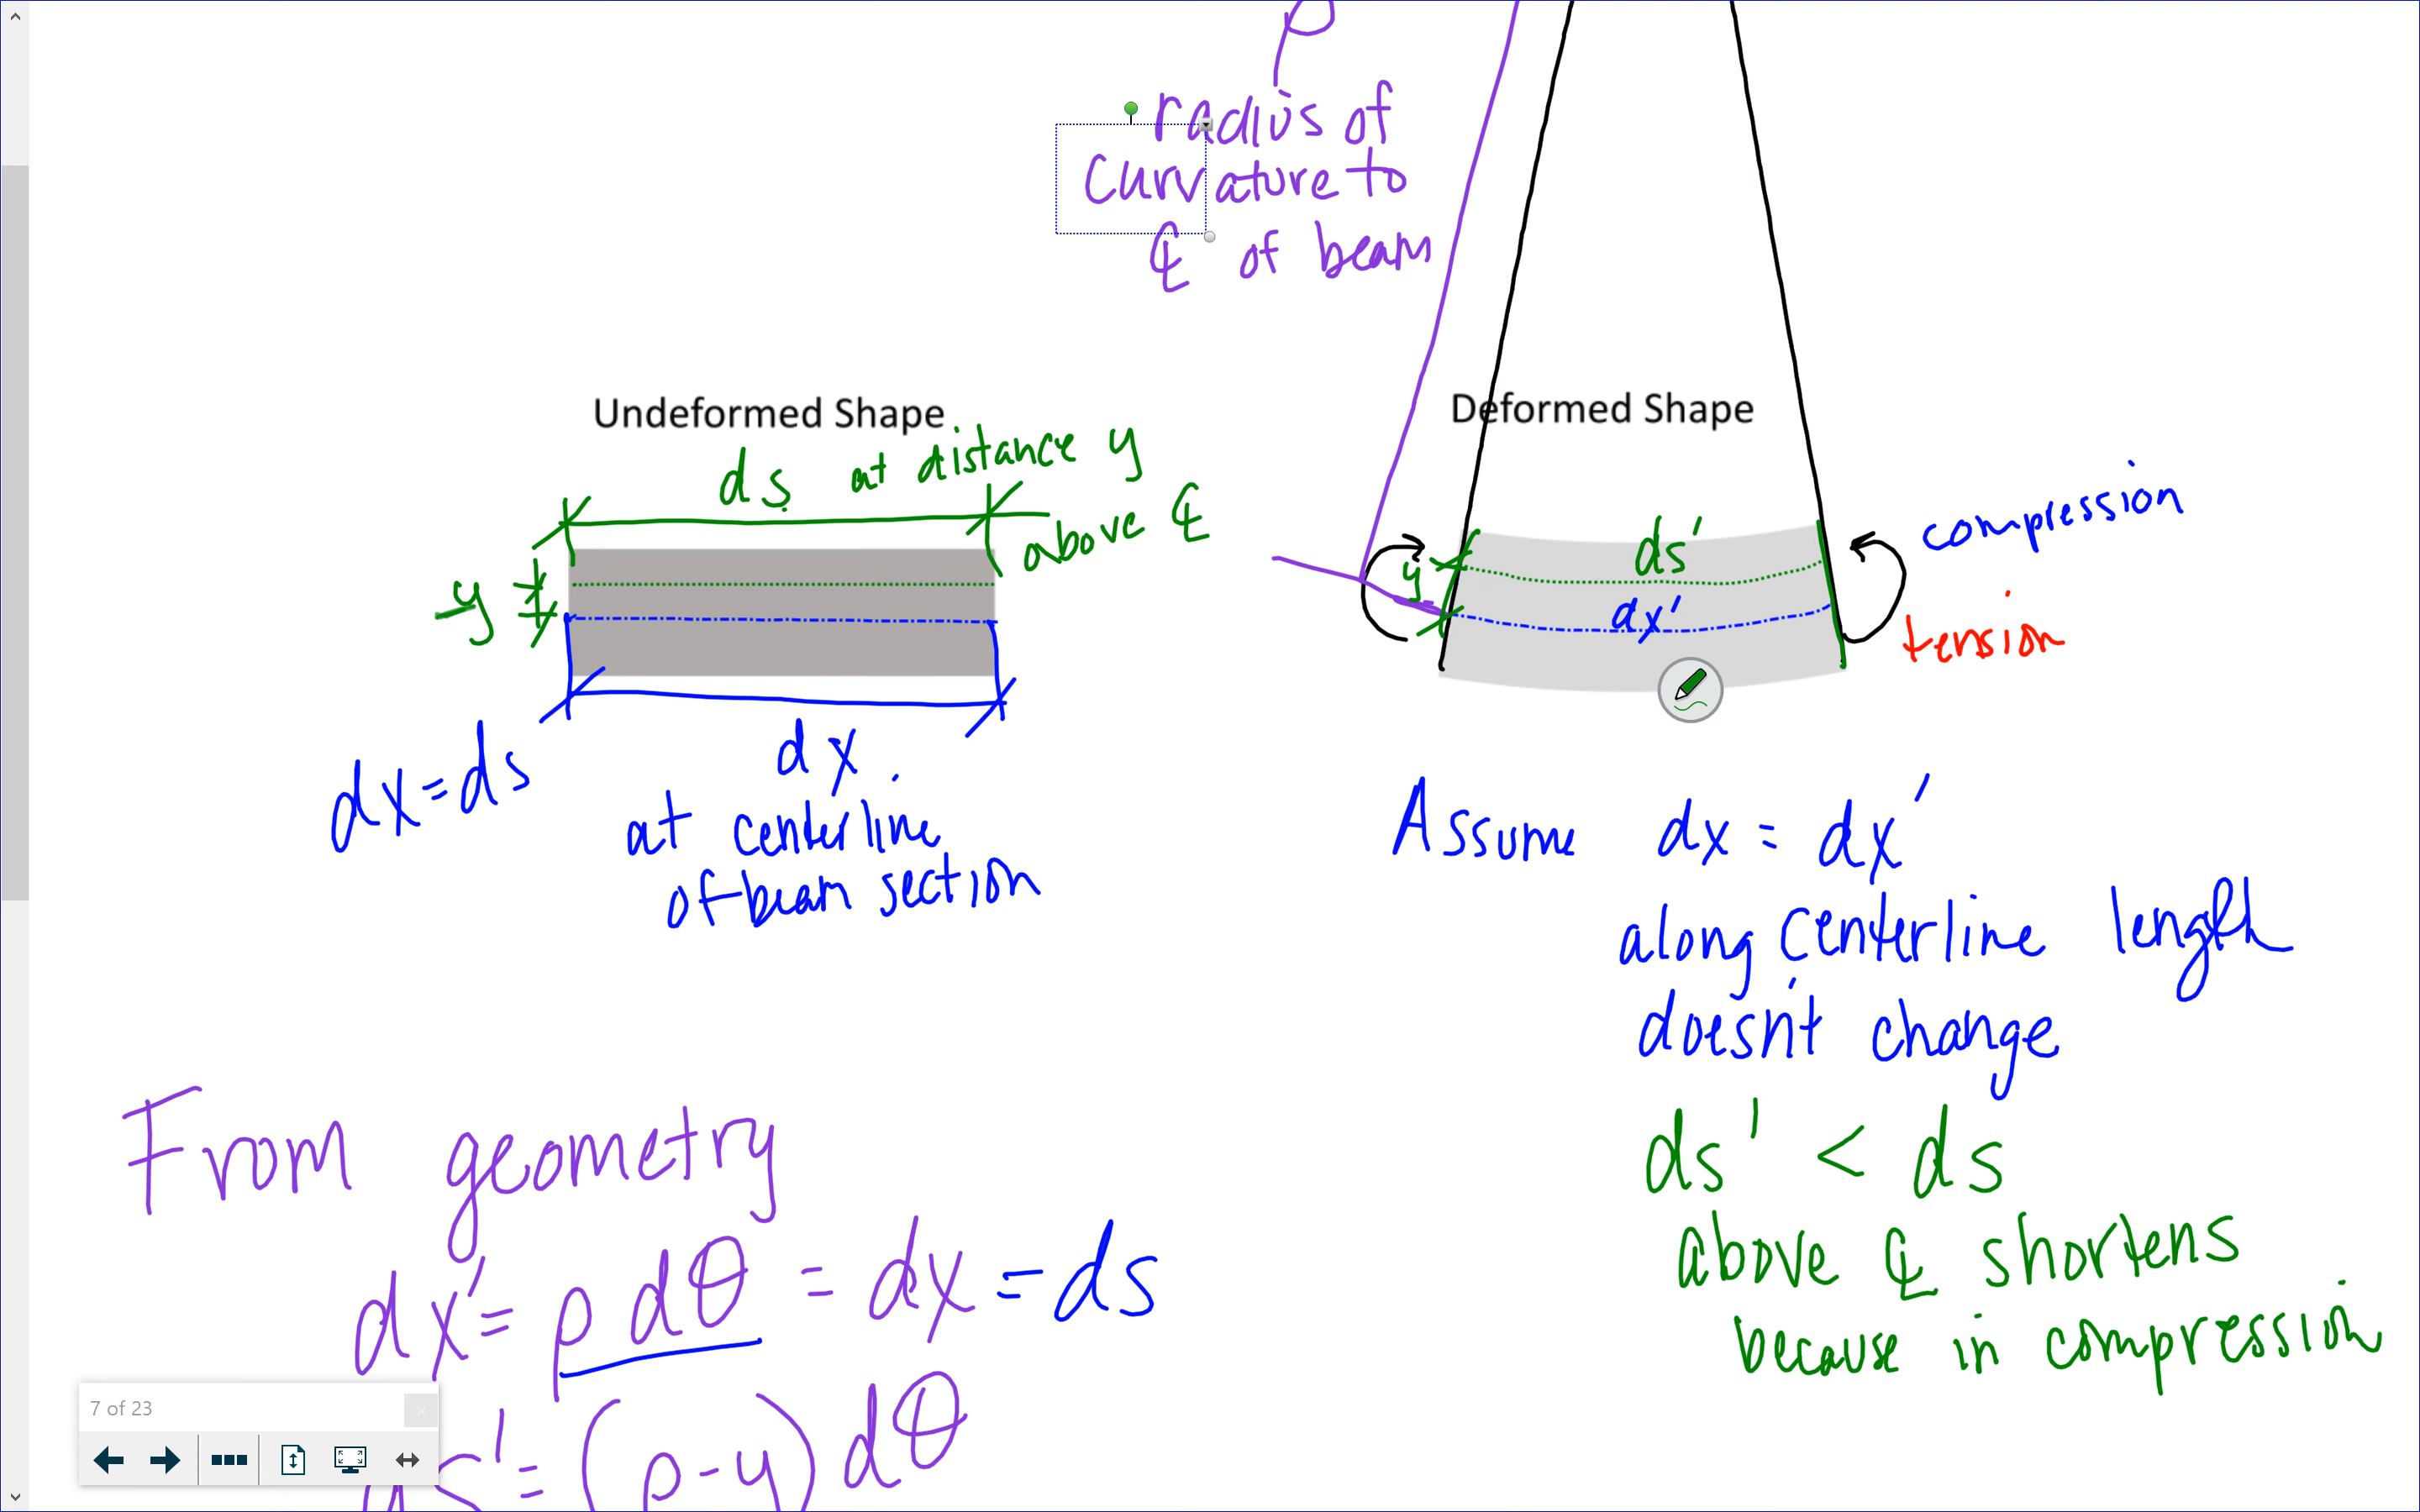 ρ
radius of
Curvature to
℄ of beam
Undeformed Shape
ds at distance y
above ℄
y
dx = ds
dx
at centerline
of beam section
Deformed Shape
compression
tension
y
ds'
dx'
Assume dx = dx'
along centerline length
doesn't change
ds' < ds
above ℄ shortens
because in compression
From geometry
dx' = ρ dθ = dx = ds
ds' = (ρ-y) dθ
7 of 23